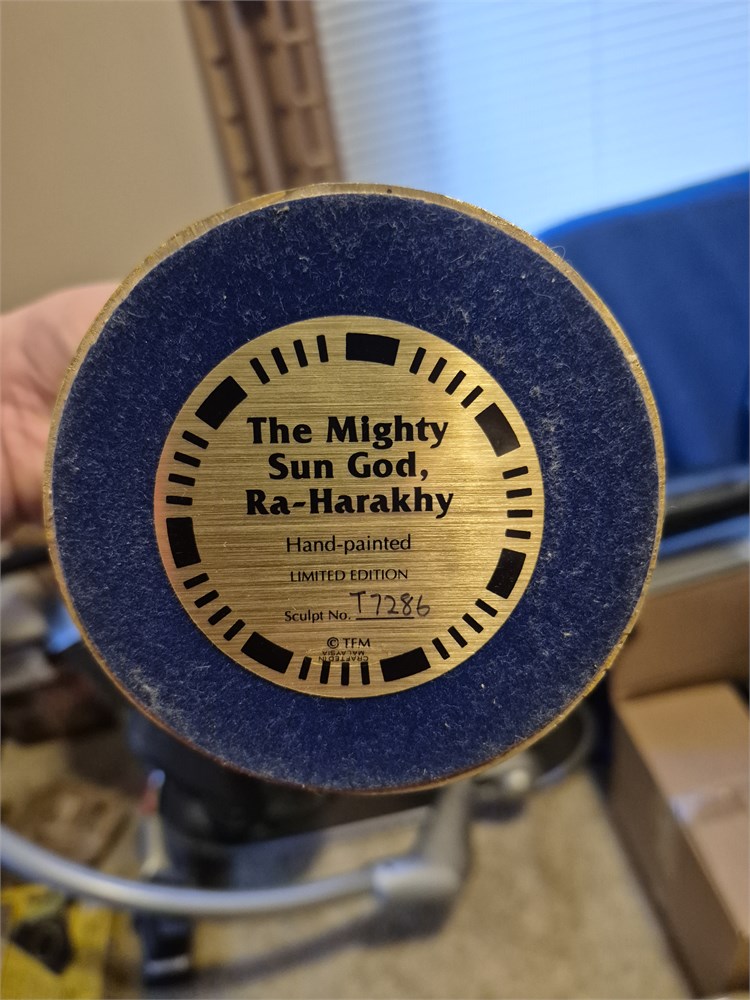 The Mighty
Sun God,
Ra-Harakhy
Hand-painted
LIMITED EDITION
Sculpt No. T7286
© TFM
CRAFTED IN
MALAYSIA